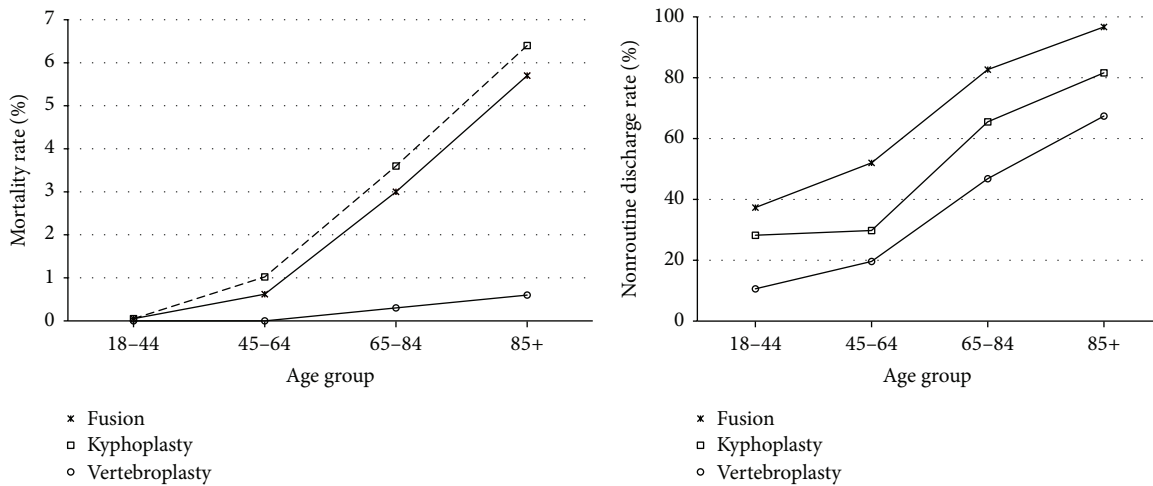 Mortality rate (%)
7
6
5
4
3
2
1
0
18–44
45–64
65–84
85+
Age group
Fusion
Kyphoplasty
Vertebroplasty
Nonroutine discharge rate (%)
100
80
60
40
20
0
18–44
45–64
65–84
85+
Age group
Fusion
Kyphoplasty
Vertebroplasty